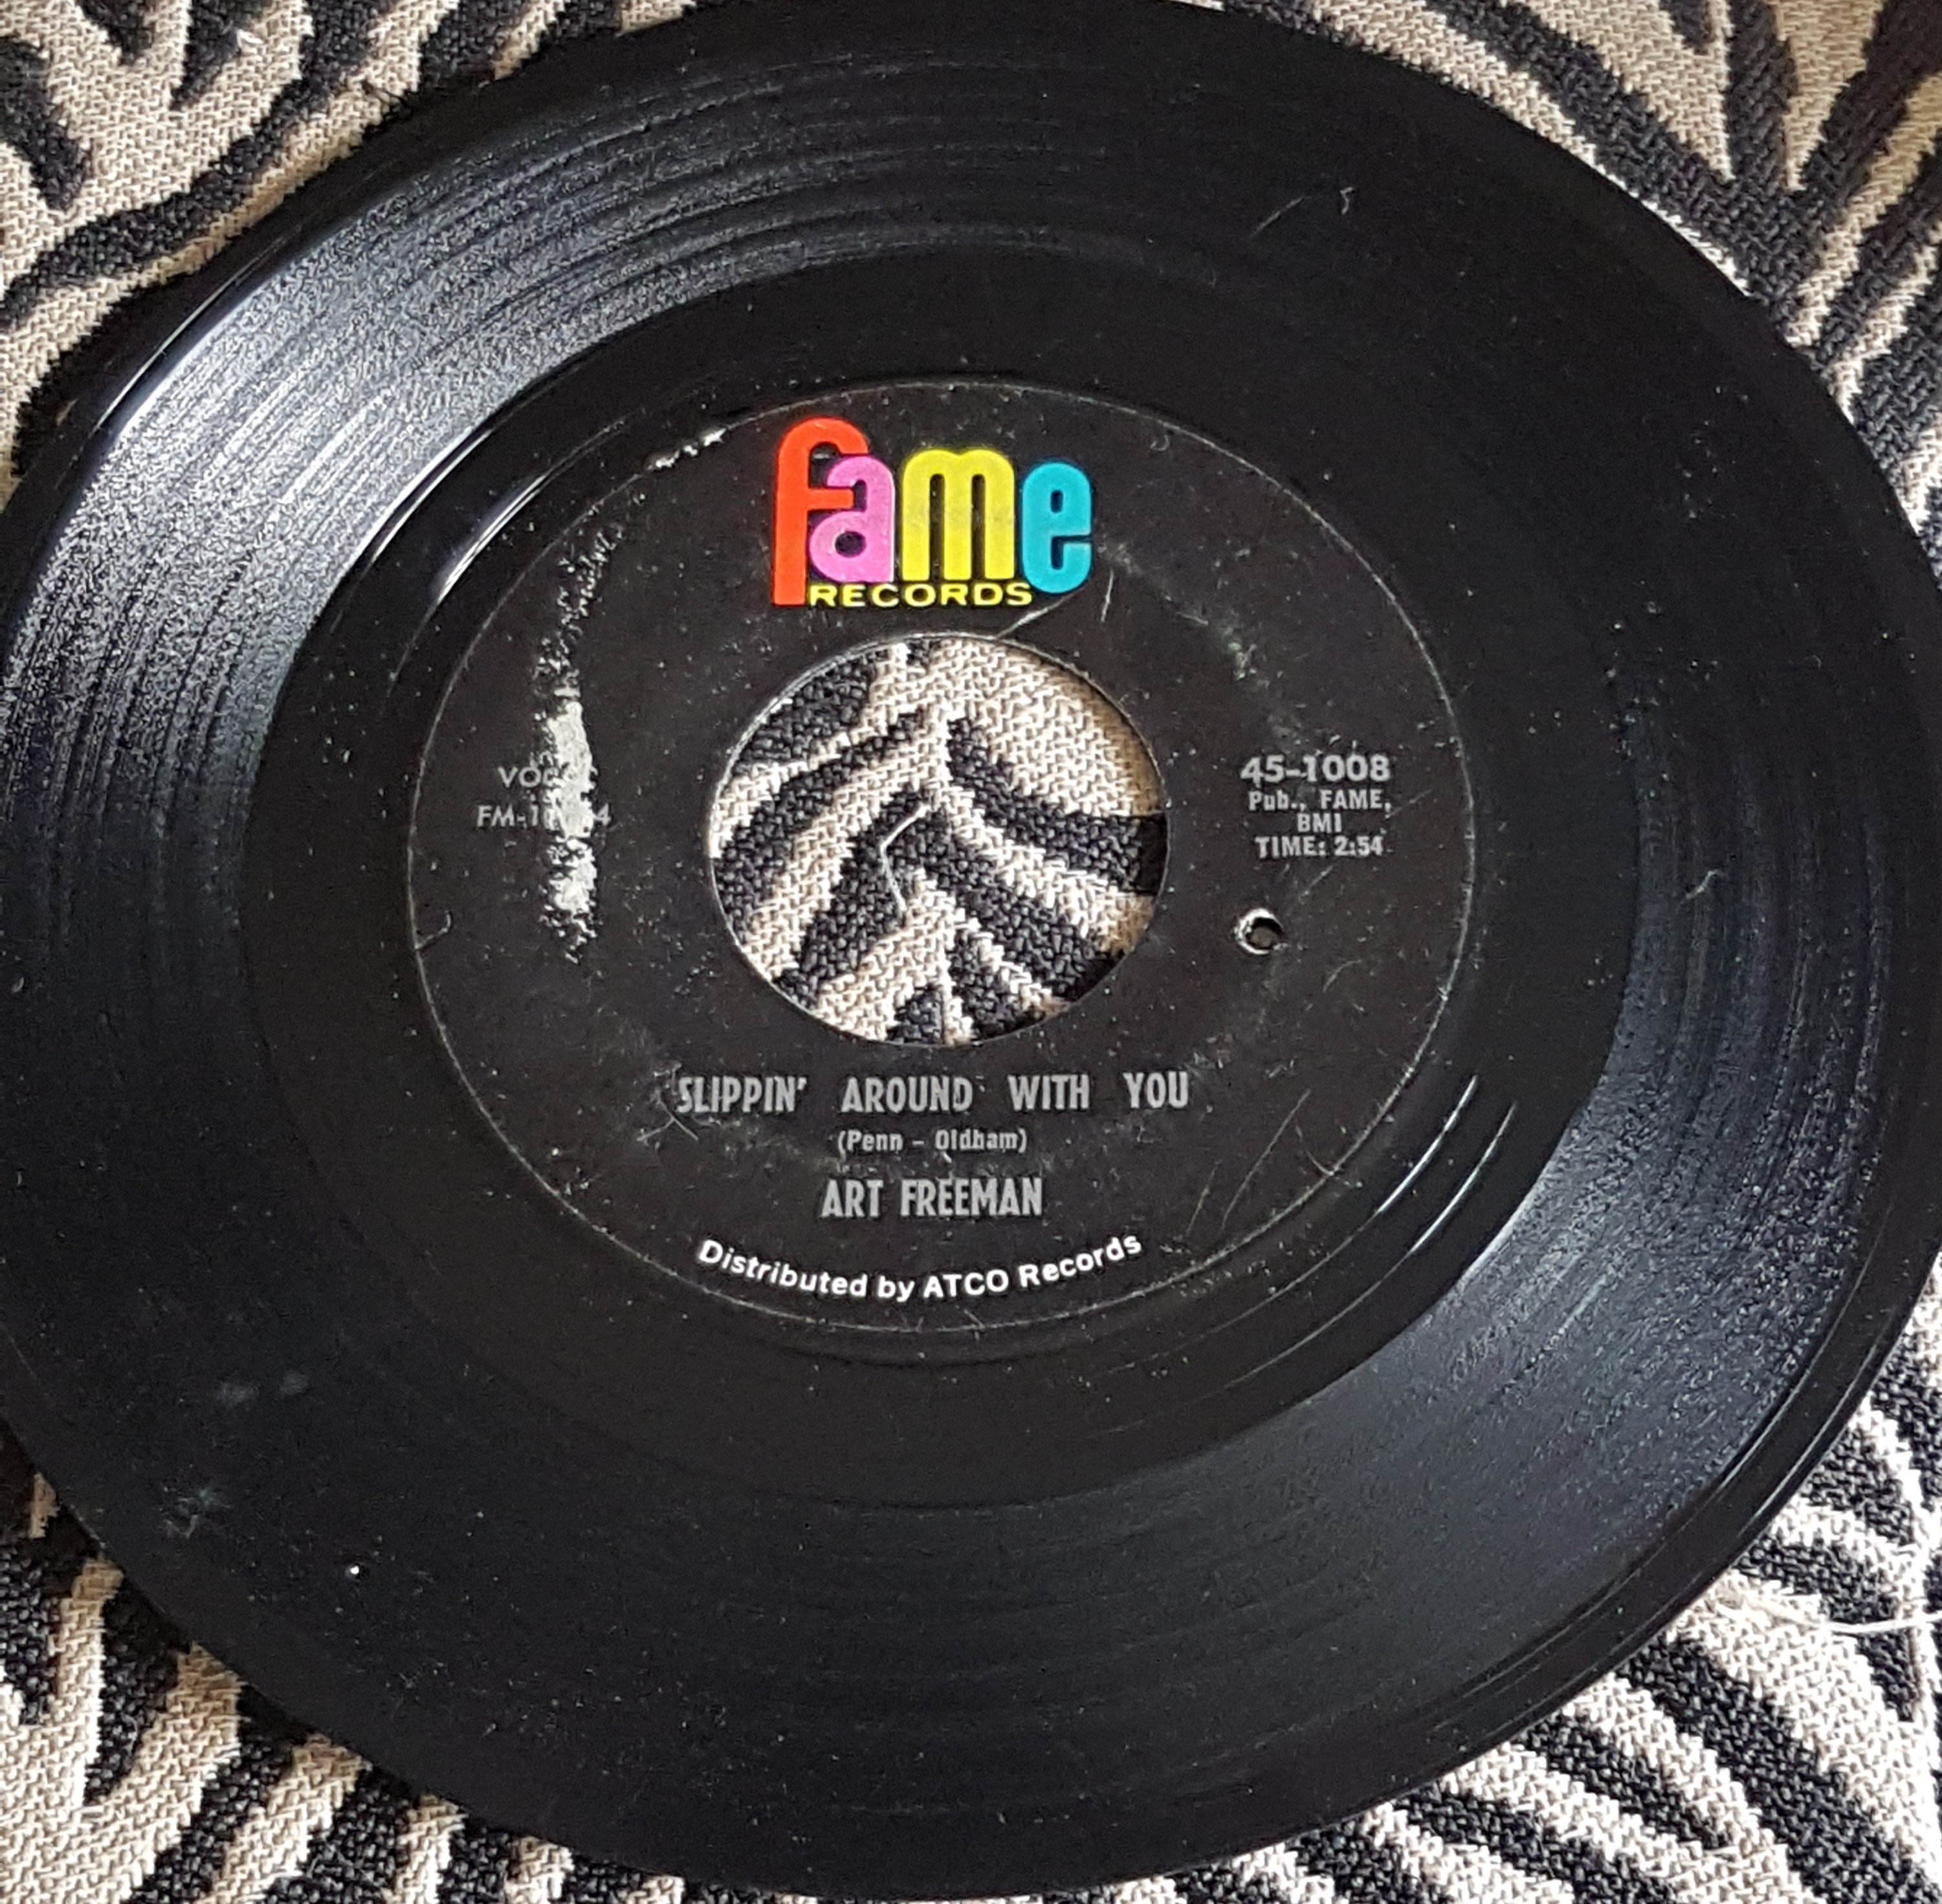 fame
RECORDS
45-1008
Pub., FAME,
BMI
TIME: 2:54
SLIPPIN' AROUND WITH YOU
(Penn - Oldham)
ART FREEMAN
Distributed by ATCO Records